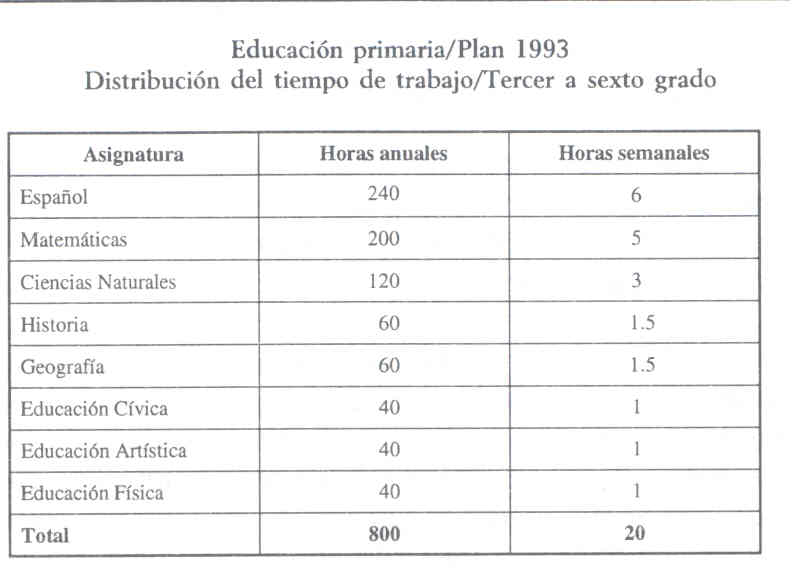 Educación primaria/Plan 1993
Distribución del tiempo de trabajo/Tercer a sexto grado
Asignatura Horas anuales Horas semanales
Español 240 6
Matemáticas 200 5
Ciencias Naturales 120 3
Historia 60 1.5
Geografía 60 1.5
Educación Cívica 40 1
Educación Artística 40 1
Educación Física 40 1
Total 800 20